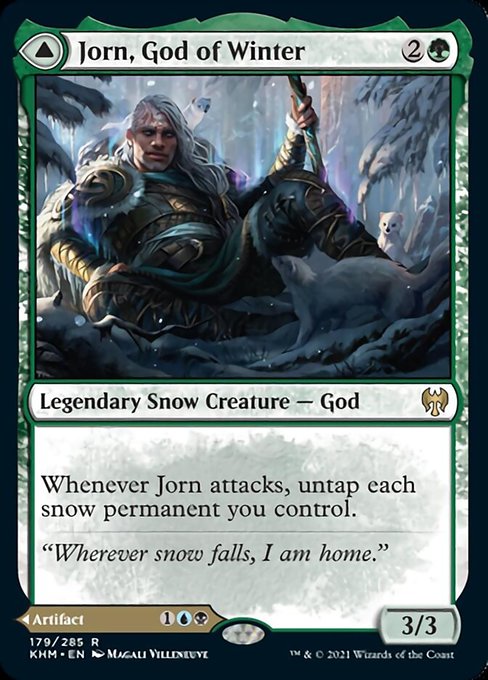 Jorn, God of Winter 2
Legendary Snow Creature — God
Whenever Jorn attacks, untap each
snow permanent you control.
“Wherever snow falls, I am home.”
Artifact 1
3/3
179/285 R
KHM • EN Magali Villeneuve
™ & © 2021 Wizards of the Coast